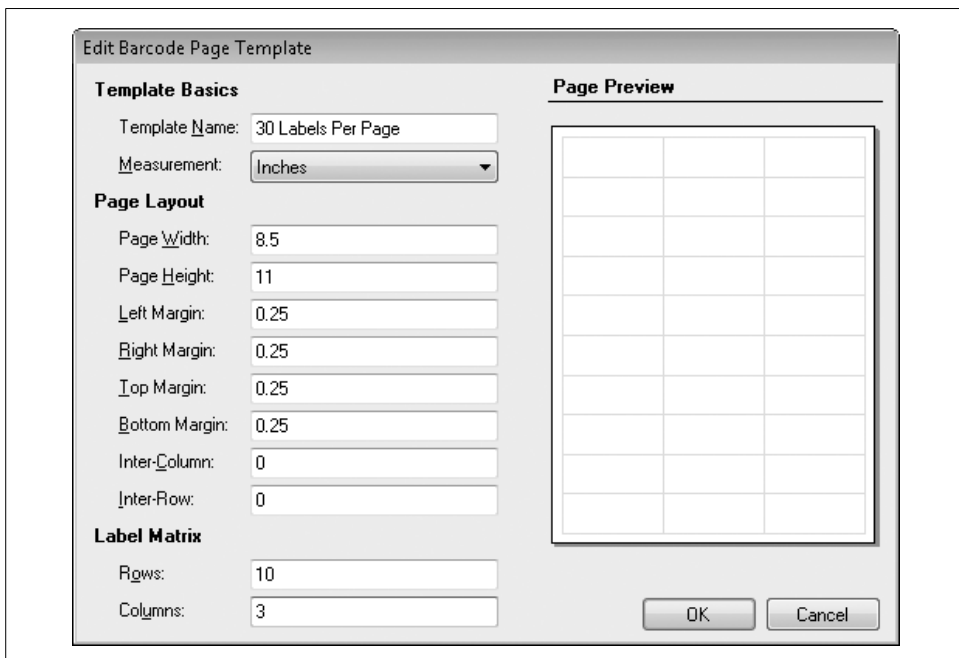 Edit Barcode Page Template
Template Basics
Template Name: 30 Labels Per Page
Measurement: Inches
Page Layout
Page Width: 8.5
Page Height: 11
Left Margin: 0.25
Right Margin: 0.25
Top Margin: 0.25
Bottom Margin: 0.25
Inter-Column: 0
Inter-Row: 0
Label Matrix
Rows: 10
Columns: 3
Page Preview
OK Cancel